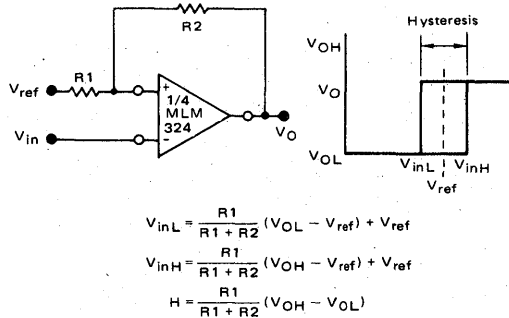 R2
Hysteresis
VOH
R1
Vref
+
1/4
MLM
324
VO
VO
Vin
-
VOL
VinL
VinH
Vref
VinL = R1 / (R1 + R2) (VOL − Vref) + Vref
VinH = R1 / (R1 + R2) (VOH − Vref) + Vref
H = R1 / (R1 + R2) (VOH − VOL)